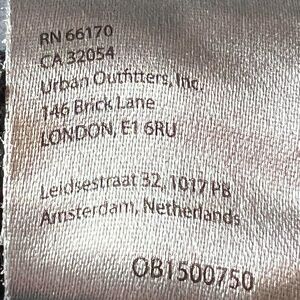 RN 66170
CA 32054
Urban Outfitters, Inc.
146 Brick Lane
LONDON, E1 6RU
Leidsestraat 32, 1017 PB
Amsterdam, Netherlands
OB1500750